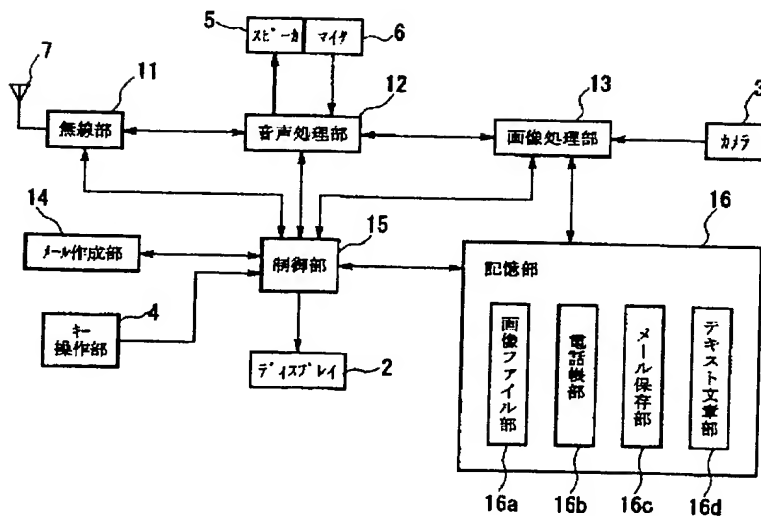 5
スピーカ
マイク
6
7
11
無線部
12
音声処理部
13
画像処理部
3
カメラ
14
メール作成部
15
制御部
16
記憶部
4
キー
操作部
ディスプレイ
2
画像ファイル部
電話帳部
メール保存部
テキスト文章部
16a
16b
16c
16d